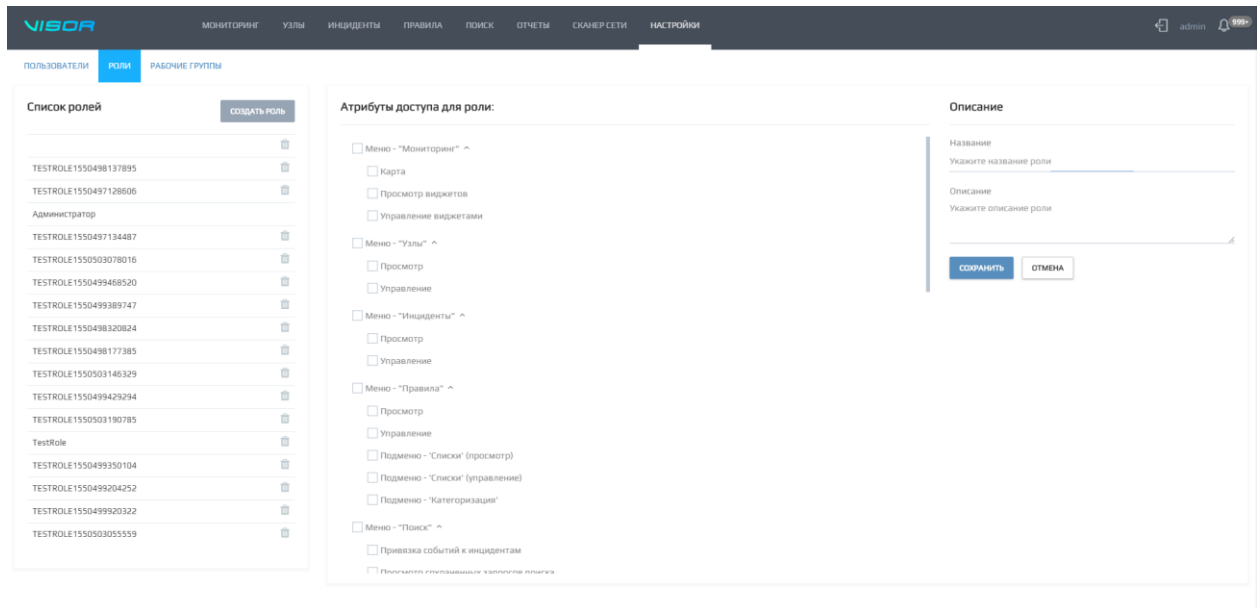 VISOR
МОНИТОРИНГ УЗЛЫ ИНЦИДЕНТЫ ПРАВИЛА ПОИСК ОТЧЕТЫ СКАНЕР СЕТИ НАСТРОЙКИ
admin 999+
ПОЛЬЗОВАТЕЛИ РОЛИ РАБОЧИЕ ГРУППЫ
Список ролей
СОЗДАТЬ РОЛЬ
TESTROLE1550498137895
TESTROLE1550497128606
Администратор
TESTROLE1550497134487
TESTROLE1550503078016
TESTROLE1550499468520
TESTROLE1550499389747
TESTROLE1550498320824
TESTROLE1550498177385
TESTROLE1550503146329
TESTROLE1550499429294
TESTROLE1550503190785
TestRole
TESTROLE1550499350104
TESTROLE1550499204252
TESTROLE1550499920322
TESTROLE1550503055559
Атрибуты доступа для роли:
Меню - "Мониторинг"
Карта
Просмотр виджетов
Управление виджетами
Меню - "Узлы"
Просмотр
Управление
Меню - "Инциденты"
Просмотр
Управление
Меню - "Правила"
Просмотр
Управление
Подменю - 'Списки' (просмотр)
Подменю - 'Списки' (управление)
Подменю - 'Категоризация'
Меню - "Поиск"
Привязка событий к инцидентам
Просмотр сохраненных запросов поиска
Описание
Название
Укажите название роли
Описание
Укажите описание роли
СОХРАНИТЬ ОТМЕНА